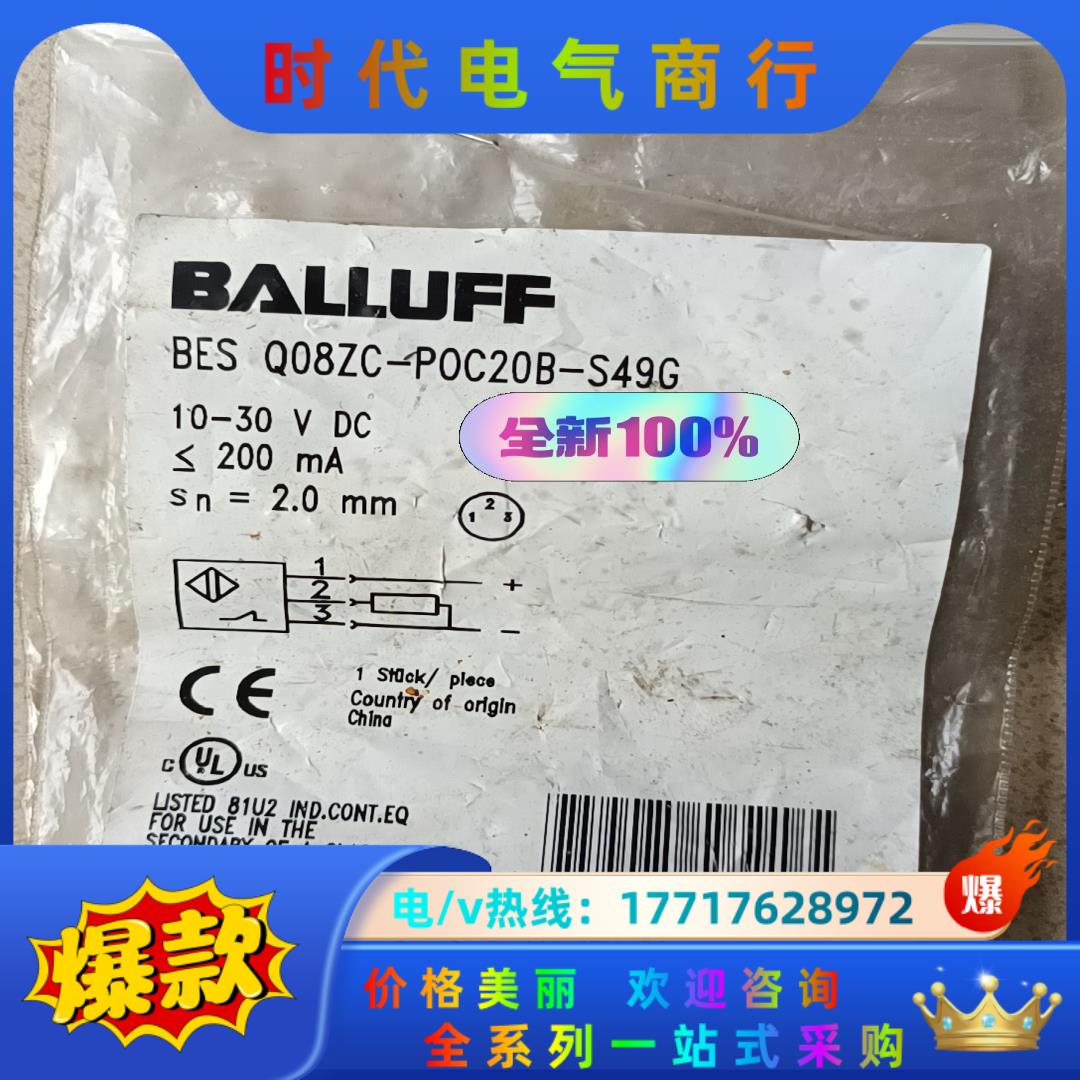 时代电气商行
BALLUFF
BES Q08ZC-POC20B-S49G
10-30 V DC
≤ 200 mA
全新100%
sn = 2.0 mm
1 2 3
1
2
3
+
-
1 Stück/ piece
Country of origin
China
CE
C UL US
LISTED 81U2 IND.CONT.EQ
FOR USE IN THE
电/v热线：17717628972
爆
爆款
价格美丽 欢迎咨询
全系列一站式采购